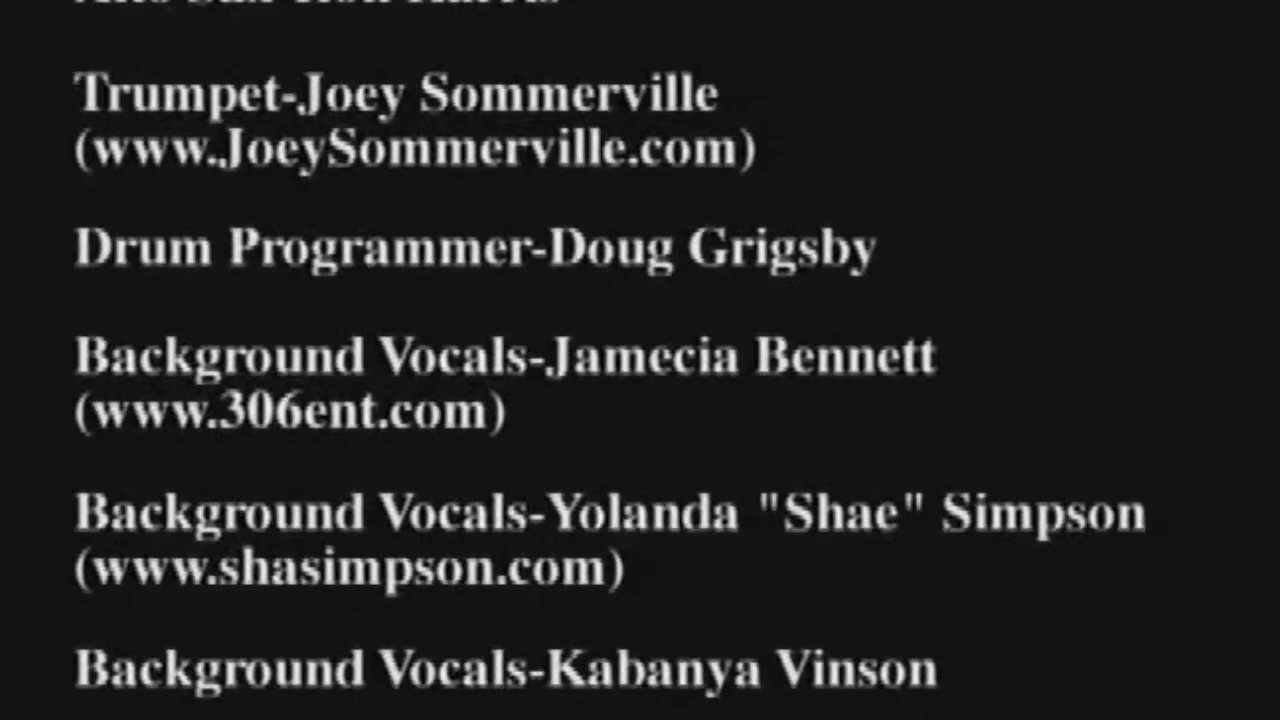 Trumpet-Joey Sommerville
(www.JoeySommerville.com)
Drum Programmer-Doug Grigsby
Background Vocals-Jamecia Bennett
(www.306ent.com)
Background Vocals-Yolanda "Shae" Simpson
(www.shasimpson.com)
Background Vocals-Kabanya Vinson